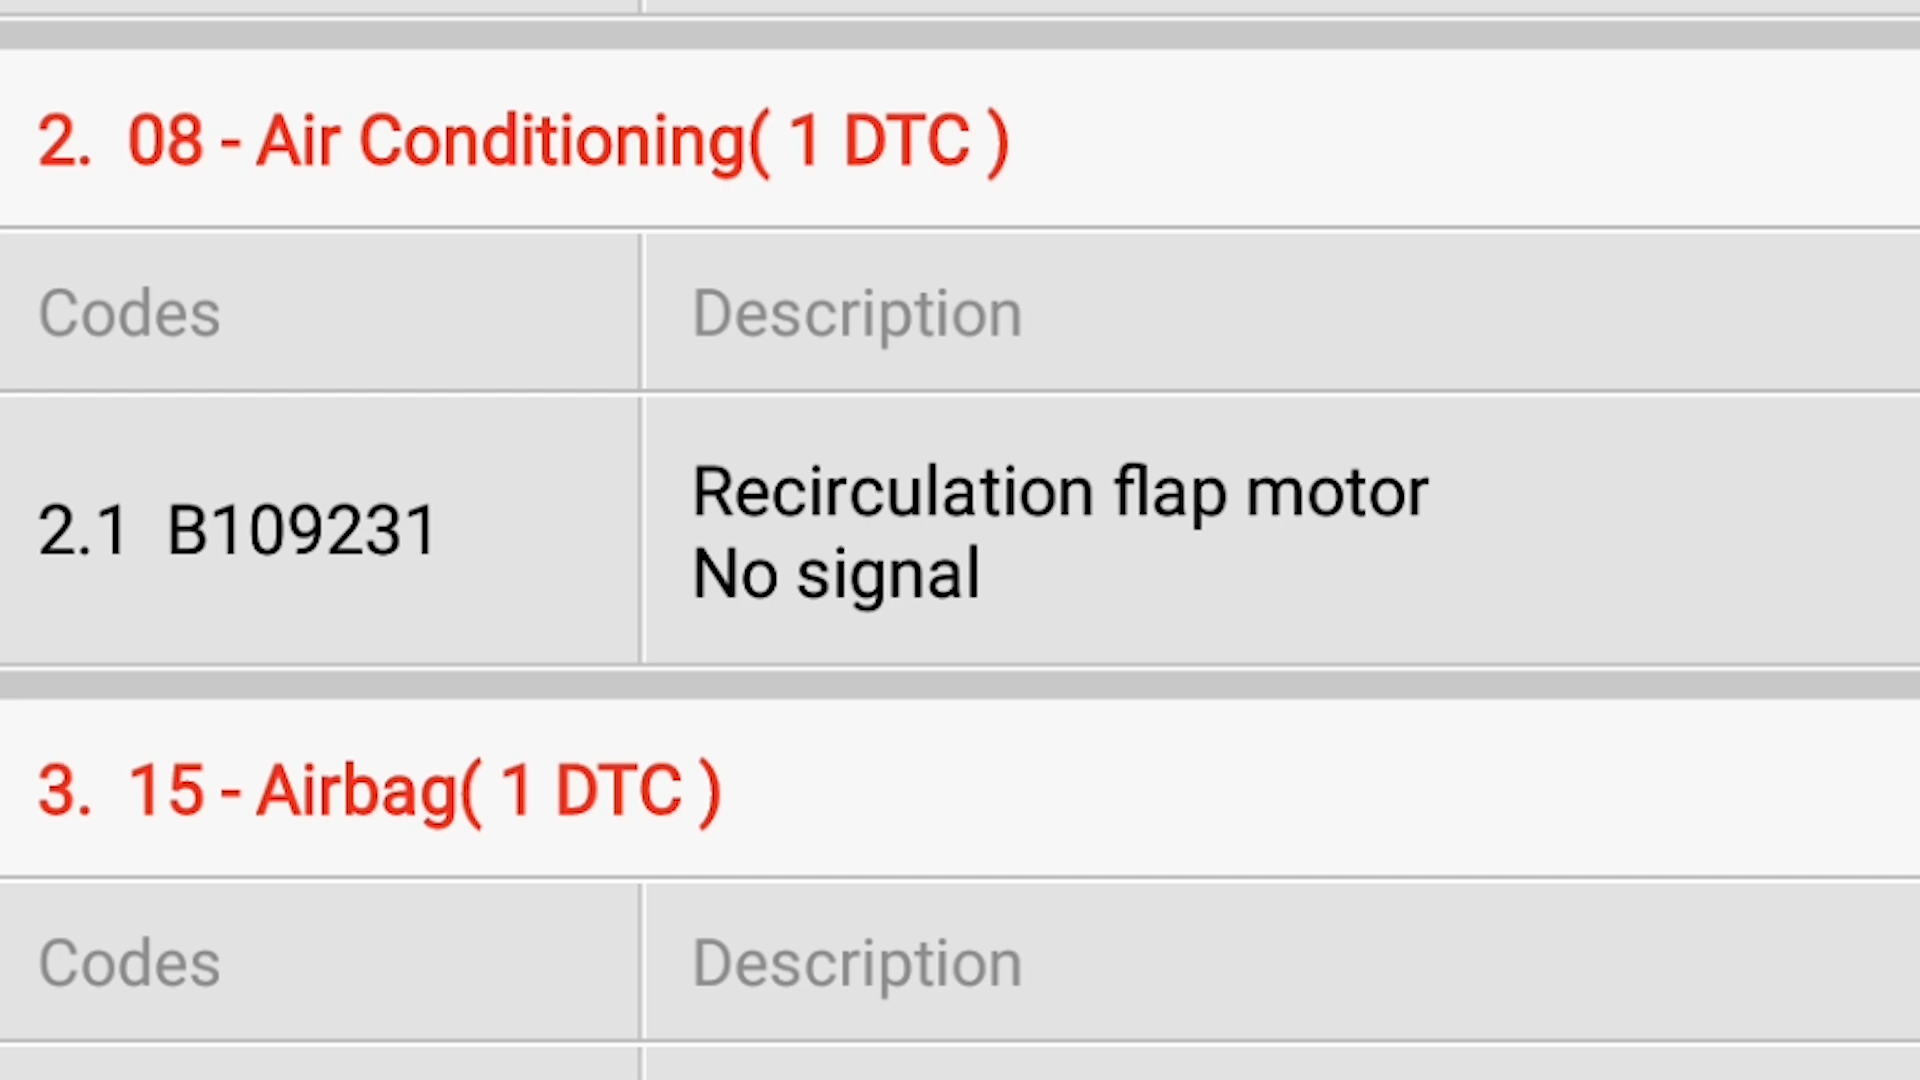 2. 08 - Air Conditioning( 1 DTC )
Codes Description
2.1 B109231
Recirculation flap motor
No signal
3. 15 - Airbag( 1 DTC )
Codes Description